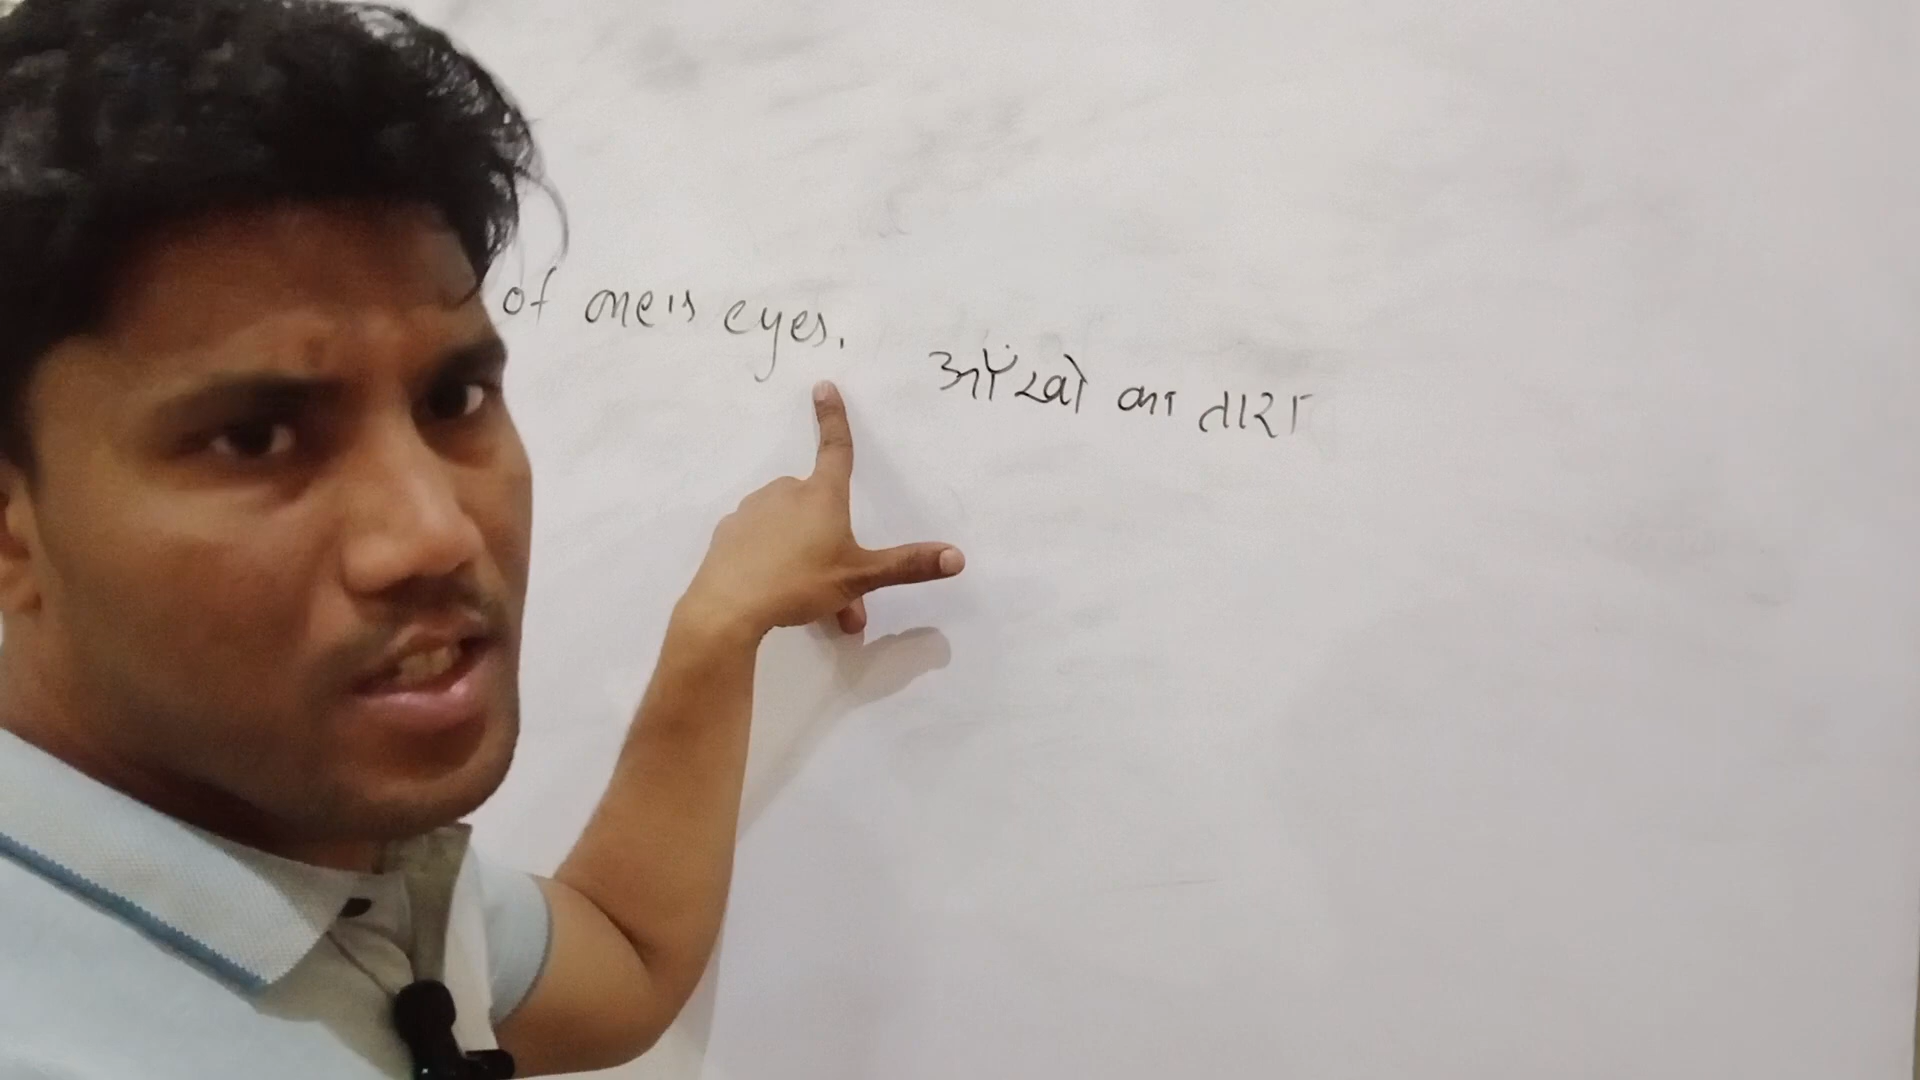 of one's eyes. आँखो का तारा